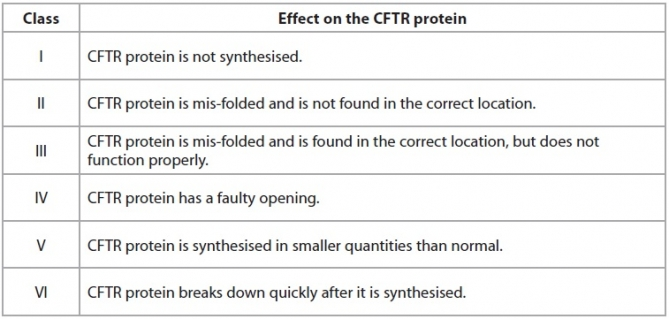 Class Effect on the CFTR protein
I CFTR protein is not synthesised.
II CFTR protein is mis-folded and is not found in the correct location.
III CFTR protein is mis-folded and is found in the correct location, but does not
function properly.
IV CFTR protein has a faulty opening.
V CFTR protein is synthesised in smaller quantities than normal.
VI CFTR protein breaks down quickly after it is synthesised.